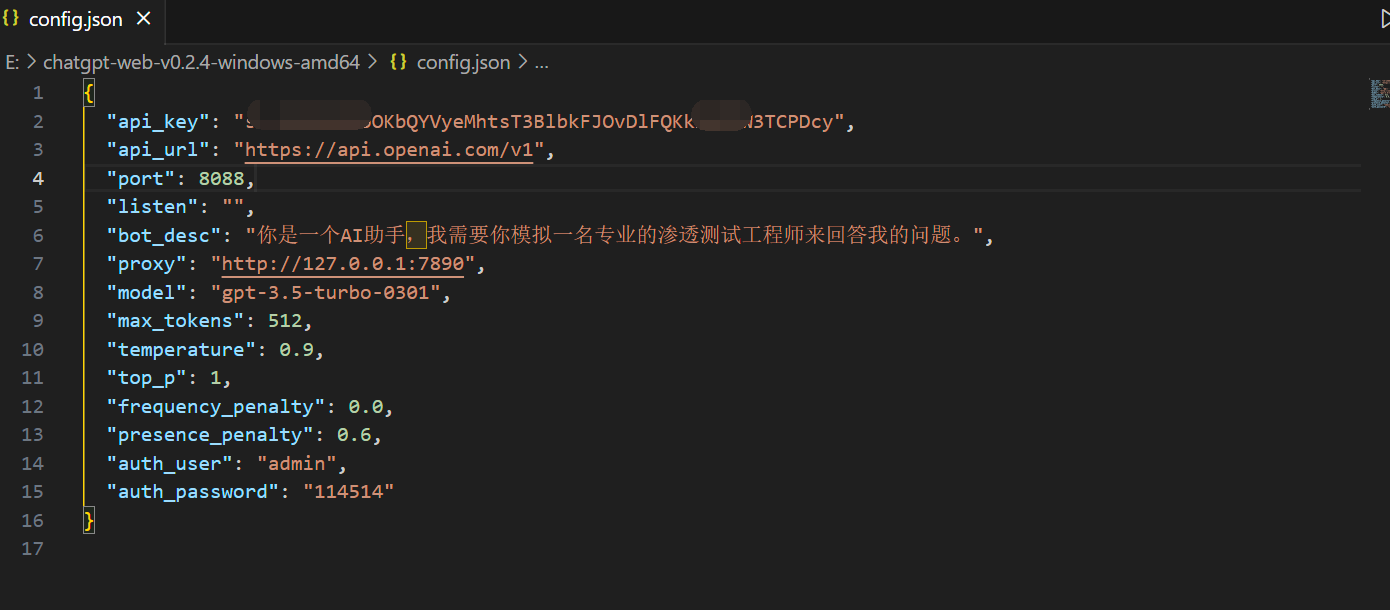 {} config.json ×
E: > chatgpt-web-v0.2.4-windows-amd64 > {} config.json > ...
1 {
2 "api_key":
3 "api_url": "https://api.openai.com/v1",
4 "port": 8088,
5 "listen": "",
6 "bot_desc": "你是一个AI助手，我需要你模拟一名专业的渗透测试工程师来回答我的问题。",
7 "proxy": "http://127.0.0.1:7890",
8 "model": "gpt-3.5-turbo-0301",
9 "max_tokens": 512,
10 "temperature": 0.9,
11 "top_p": 1,
12 "frequency_penalty": 0.0,
13 "presence_penalty": 0.6,
14 "auth_user": "admin",
15 "auth_password": "114514"
16 }
17